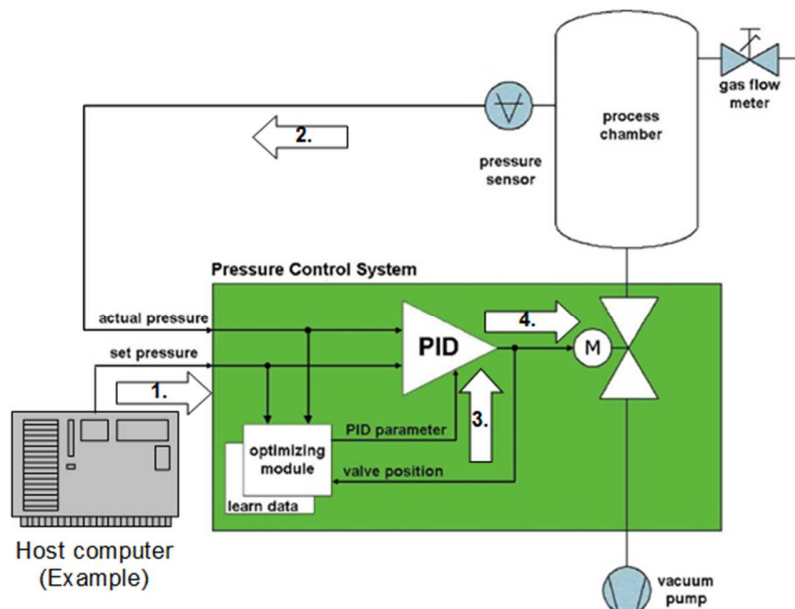 gas flow
meter
process
chamber
2.
pressure
sensor
Pressure Control System
actual pressure
4.
PID
M
set pressure
1.
3.
PID parameter
optimizing
module
valve position
learn data
Host computer
(Example)
vacuum
pump